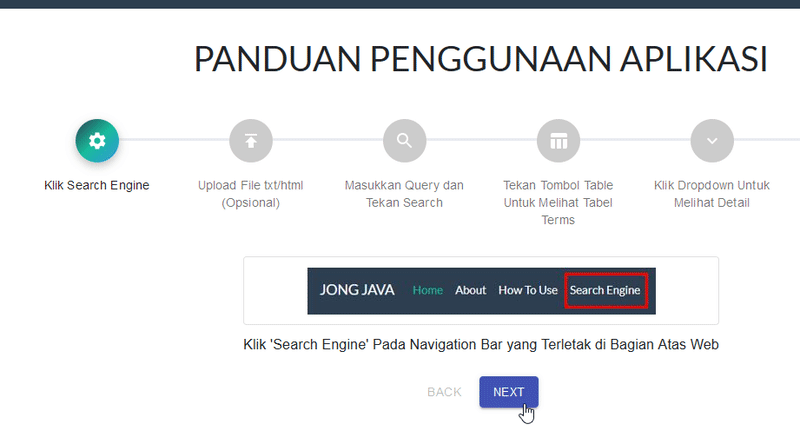 PANDUAN PENGGUNAAN APLIKASI
Klik Search Engine
Upload File txt/html
(Opsional)
Masukkan Query dan
Tekan Search
Tekan Tombol Table
Untuk Melihat Tabel
Terms
Klik Dropdown Untuk
Melihat Detail
JONG JAVA Home About How To Use Search Engine
Klik 'Search Engine' Pada Navigation Bar yang Terletak di Bagian Atas Web
BACK NEXT